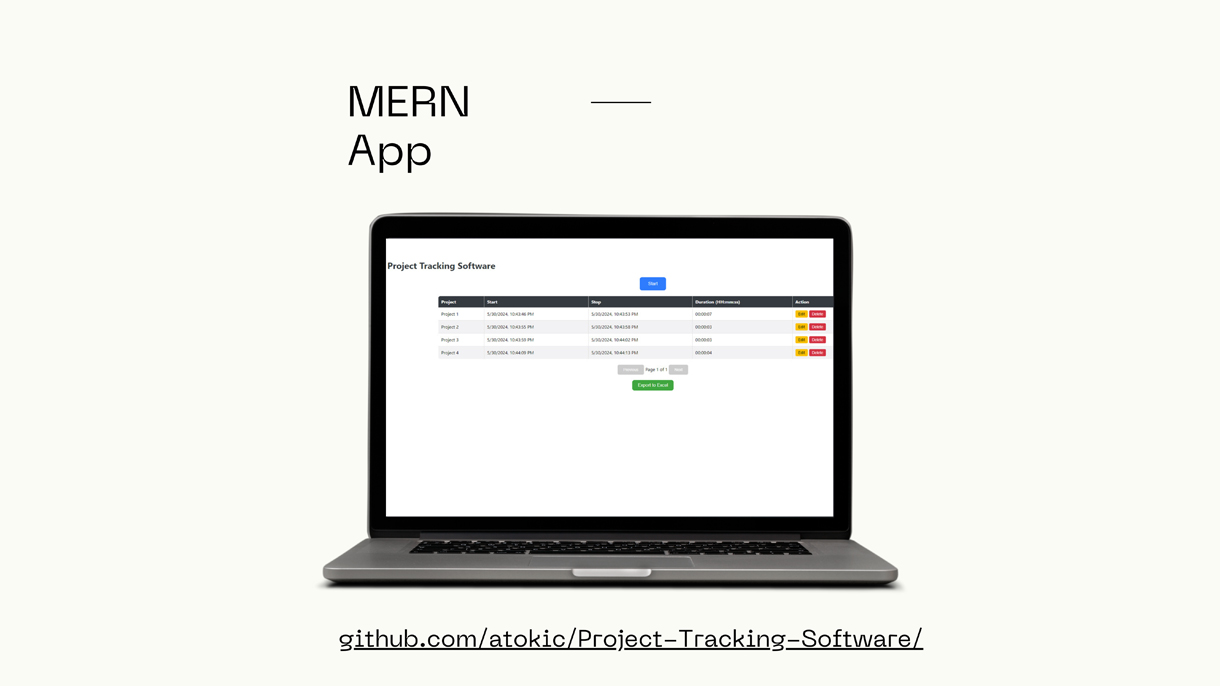 MERN
App
Project Tracking Software
Start
Project Start Stop Duration (HH:mm:ss) Action
Project 1 5/30/2024, 10:43:46 PM 5/30/2024, 10:43:53 PM 00:00:07 Edit Delete
Project 2 5/30/2024, 10:43:55 PM 5/30/2024, 10:43:58 PM 00:00:03 Edit Delete
Project 3 5/30/2024, 10:43:59 PM 5/30/2024, 10:44:02 PM 00:00:03 Edit Delete
Project 4 5/30/2024, 10:44:09 PM 5/30/2024, 10:44:13 PM 00:00:04 Edit Delete
Previous Page 1 of 1 Next
Export to Excel
github.com/atokic/Project-Tracking-Software/